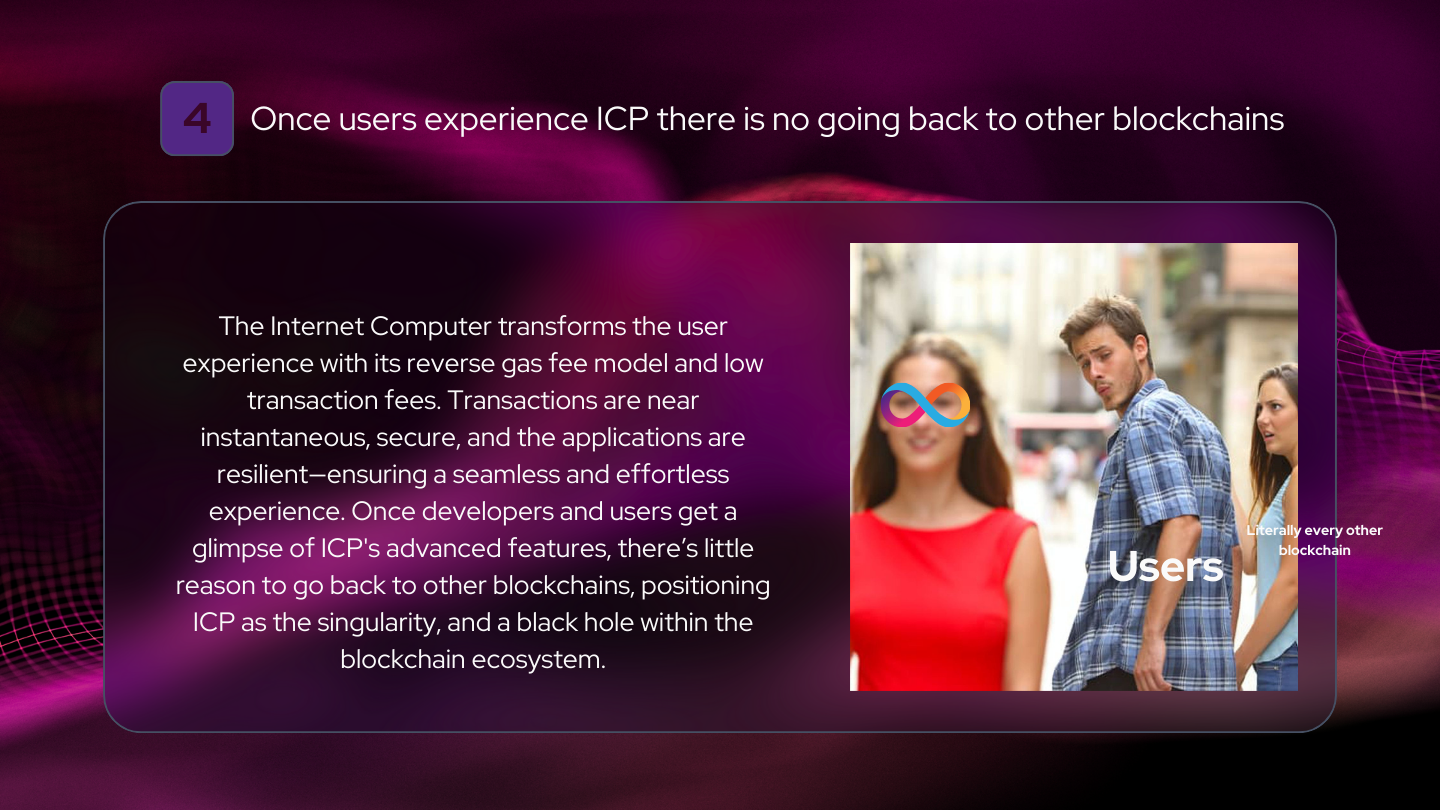 4
Once users experience ICP there is no going back to other blockchains
The Internet Computer transforms the user
experience with its reverse gas fee model and low
transaction fees. Transactions are near
instantaneous, secure, and the applications are
resilient—ensuring a seamless and effortless
experience. Once developers and users get a
glimpse of ICP's advanced features, there’s little
reason to go back to other blockchains, positioning
ICP as the singularity, and a black hole within the
blockchain ecosystem.
Users
Literally every other
blockchain